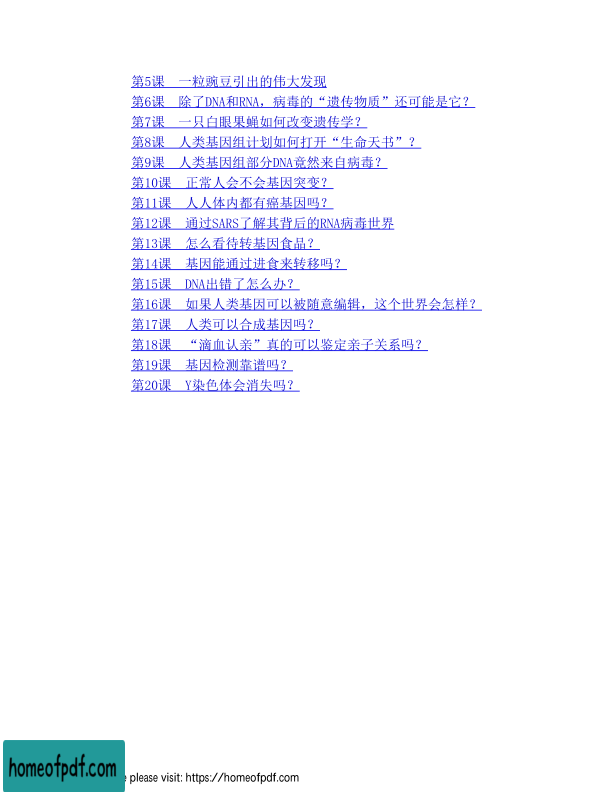 第5课　一粒豌豆引出的伟大发现
第6课　除了DNA和RNA，病毒的“遗传物质”还可能是它？
第7课　一只白眼果蝇如何改变遗传学？
第8课　人类基因组计划如何打开“生命天书”？
第9课　人类基因组部分DNA竟然来自病毒？
第10课　正常人会不会基因突变？
第11课　人人体内都有癌基因吗？
第12课　通过SARS了解其背后的RNA病毒世界
第13课　怎么看待转基因食品？
第14课　基因能通过进食来转移吗？
第15课　DNA出错了怎么办？
第16课　如果人类基因可以被随意编辑，这个世界会怎样？
第17课　人类可以合成基因吗？
第18课　“滴血认亲”真的可以鉴定亲子关系吗？
第19课　基因检测靠谱吗？
第20课　Y染色体会消失吗？
homeofpdf.com
please visit: https://homeofpdf.com